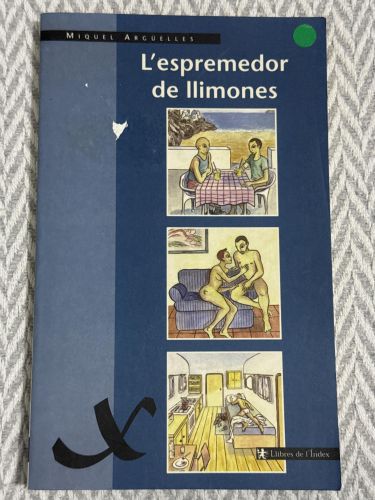 MIQUEL ARGÜELLES
L'espremedor
de llimones
Llibres de l'Índex